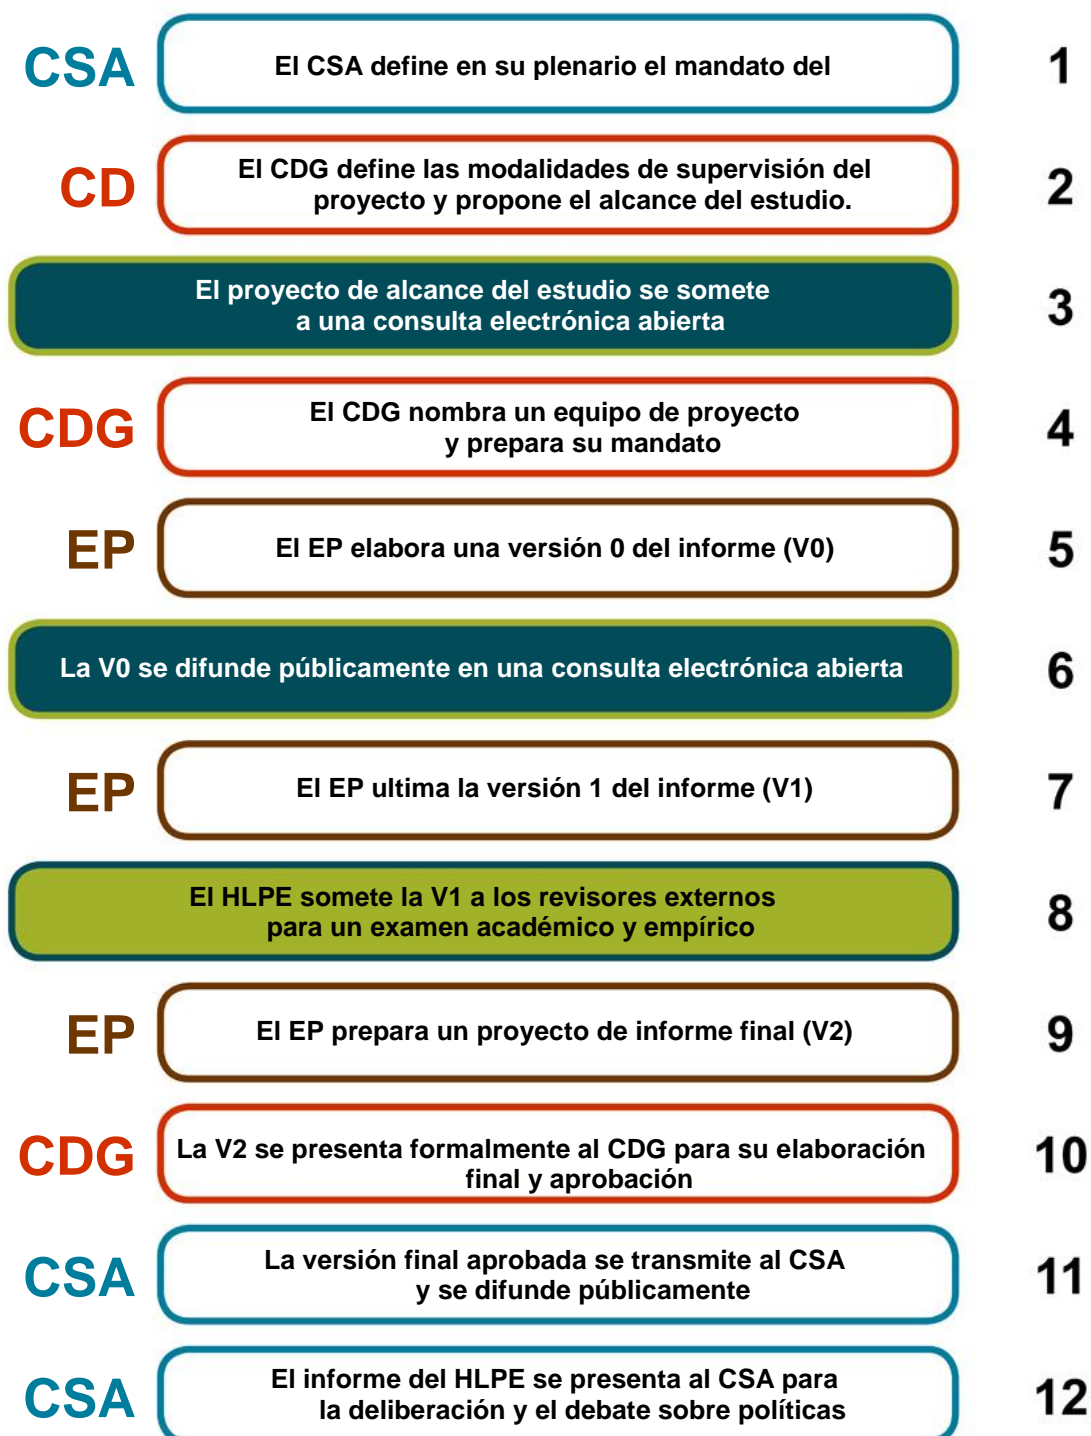 CSA El CSA define en su plenario el mandato del 1
CD El CDG define las modalidades de supervisión del
proyecto y propone el alcance del estudio. 2
El proyecto de alcance del estudio se somete
a una consulta electrónica abierta 3
CDG El CDG nombra un equipo de proyecto
y prepara su mandato 4
EP El EP elabora una versión 0 del informe (V0) 5
La V0 se difunde públicamente en una consulta electrónica abierta 6
EP El EP ultima la versión 1 del informe (V1) 7
El HLPE somete la V1 a los revisores externos
para un examen académico y empírico 8
EP El EP prepara un proyecto de informe final (V2) 9
CDG La V2 se presenta formalmente al CDG para su elaboración
final y aprobación 10
CSA La versión final aprobada se transmite al CSA
y se difunde públicamente 11
CSA El informe del HLPE se presenta al CSA para
la deliberación y el debate sobre políticas 12